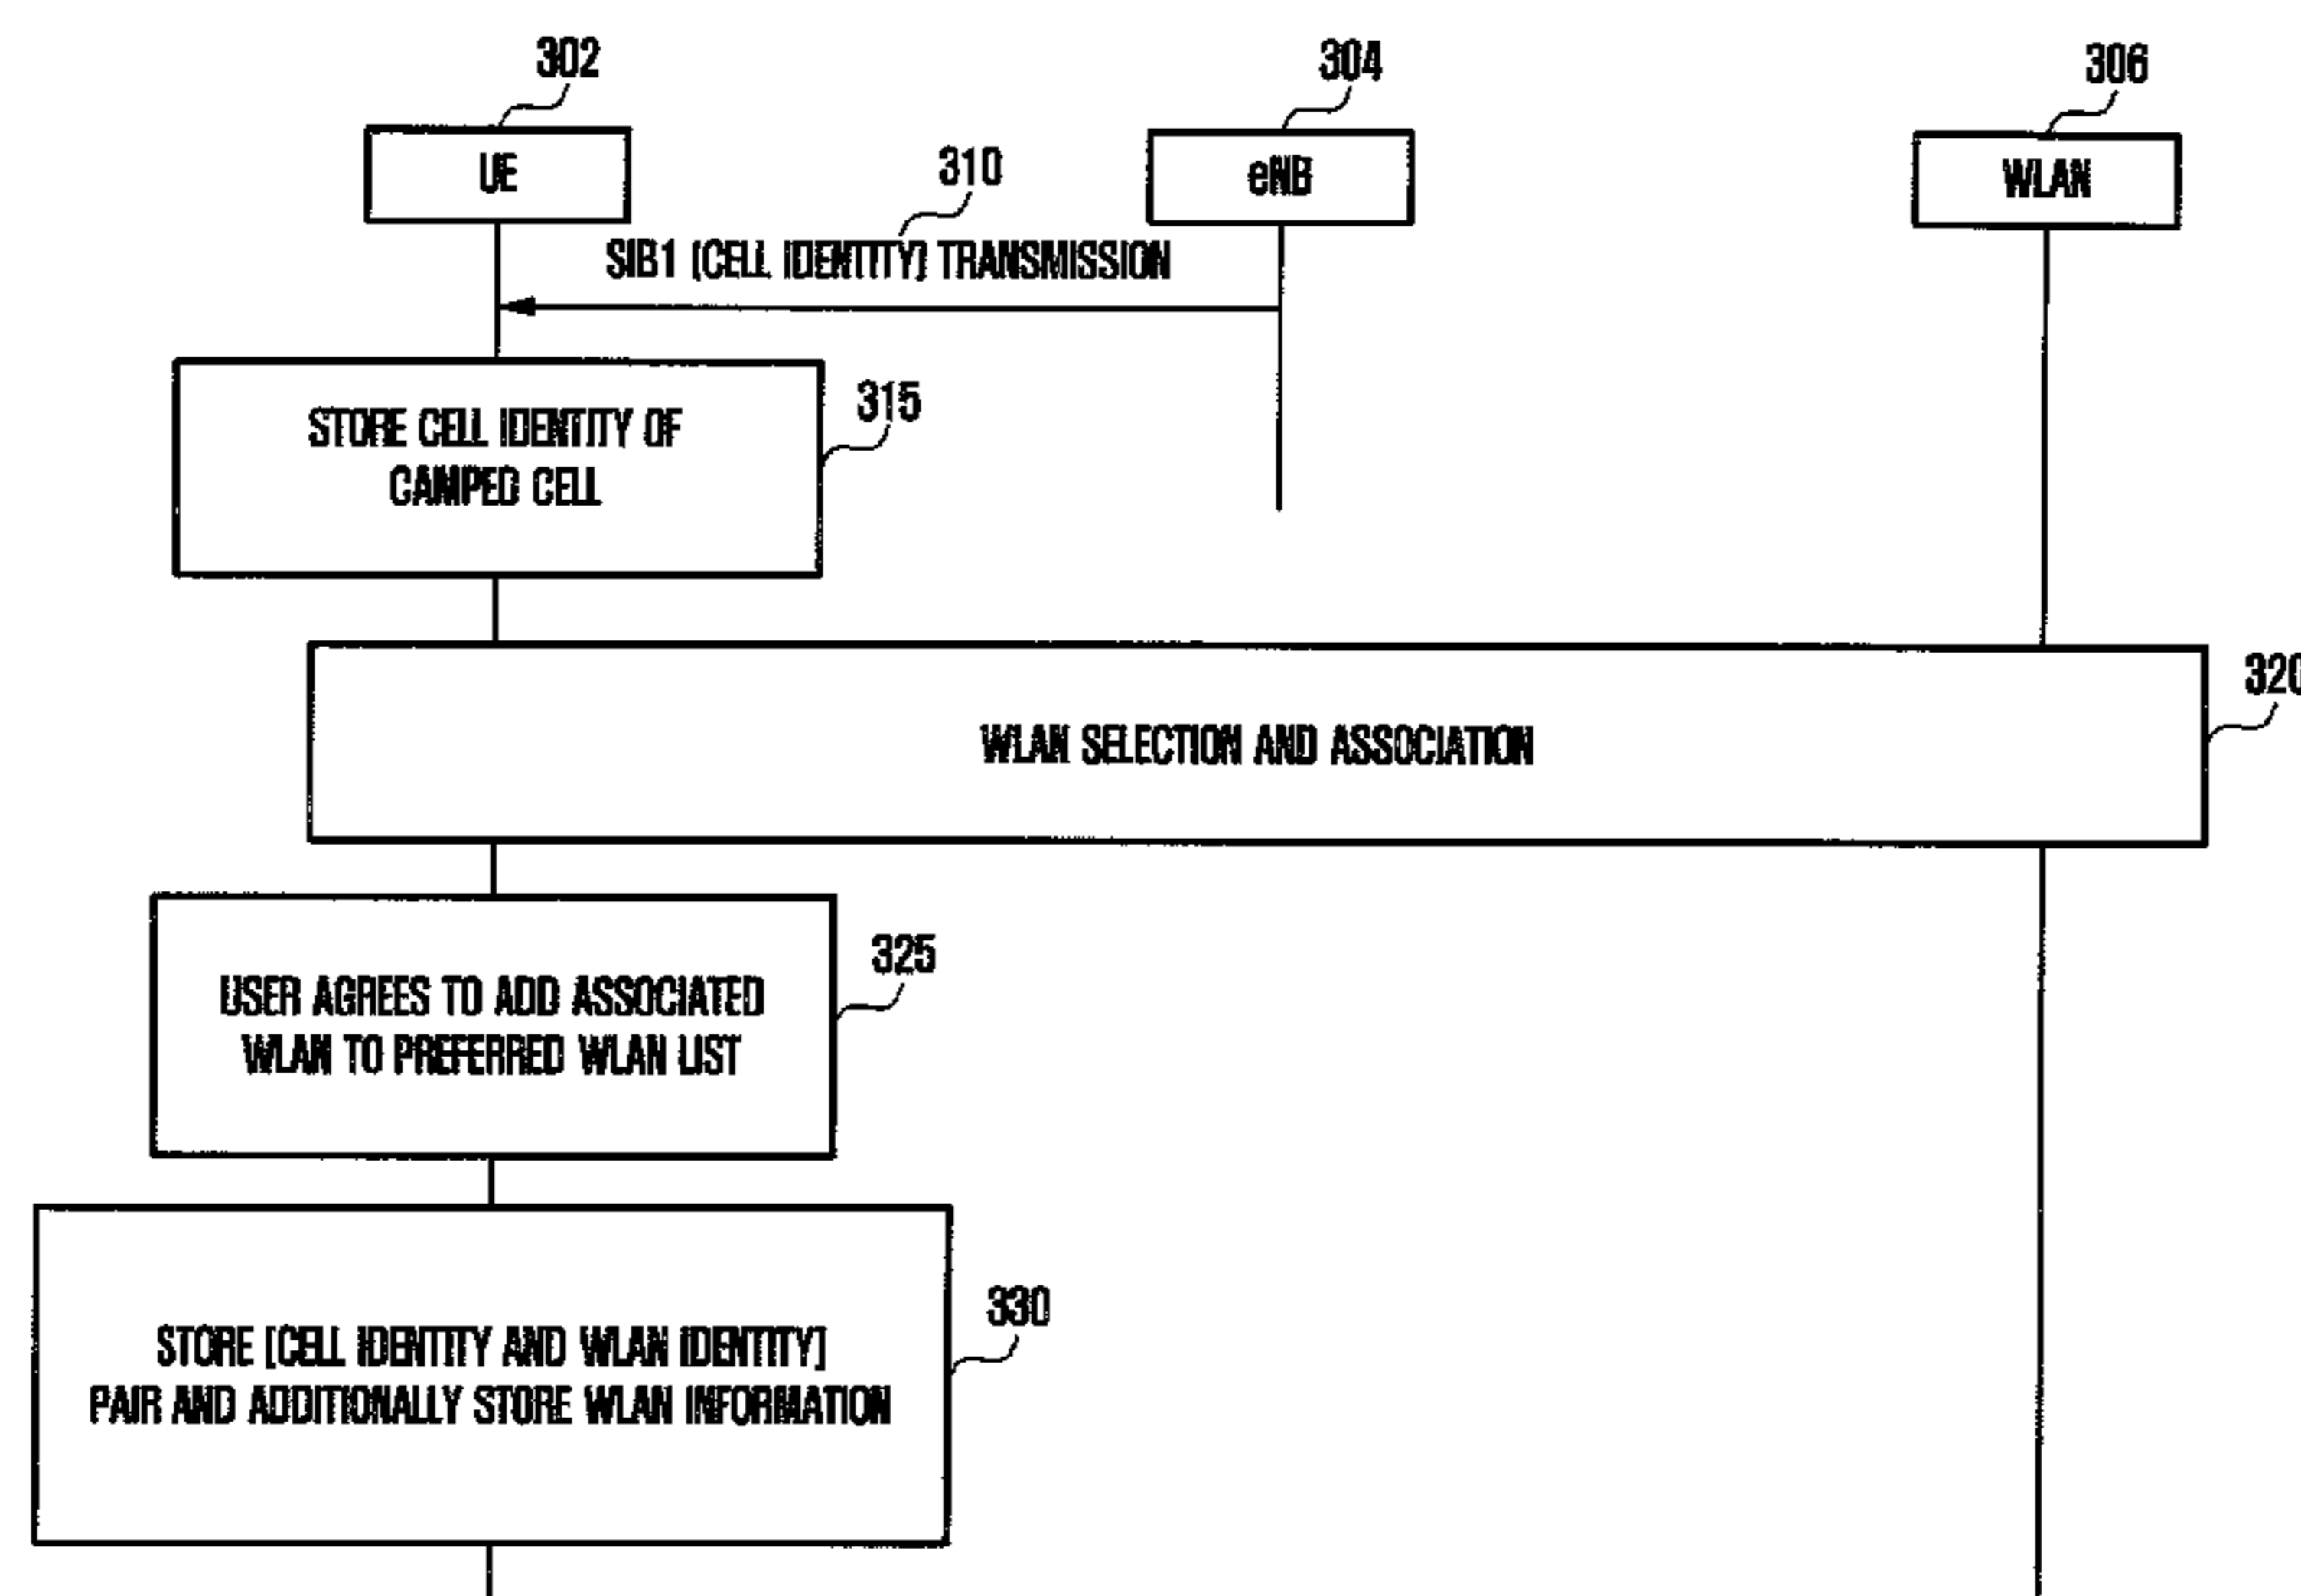 302
304
306
UE
eNB
WLAN
310
SIB1 (CELL IDENTITY) TRANSMISSION
315
STORE CELL IDENTITY OF
CAMPED CELL
320
WLAN SELECTION AND ASSOCIATION
325
USER AGREES TO ADD ASSOCIATED
WLAN TO PREFERRED WLAN LIST
330
STORE [CELL IDENTITY AND WLAN IDENTITY]
PAIR AND ADDITIONALLY STORE WLAN INFORMATION